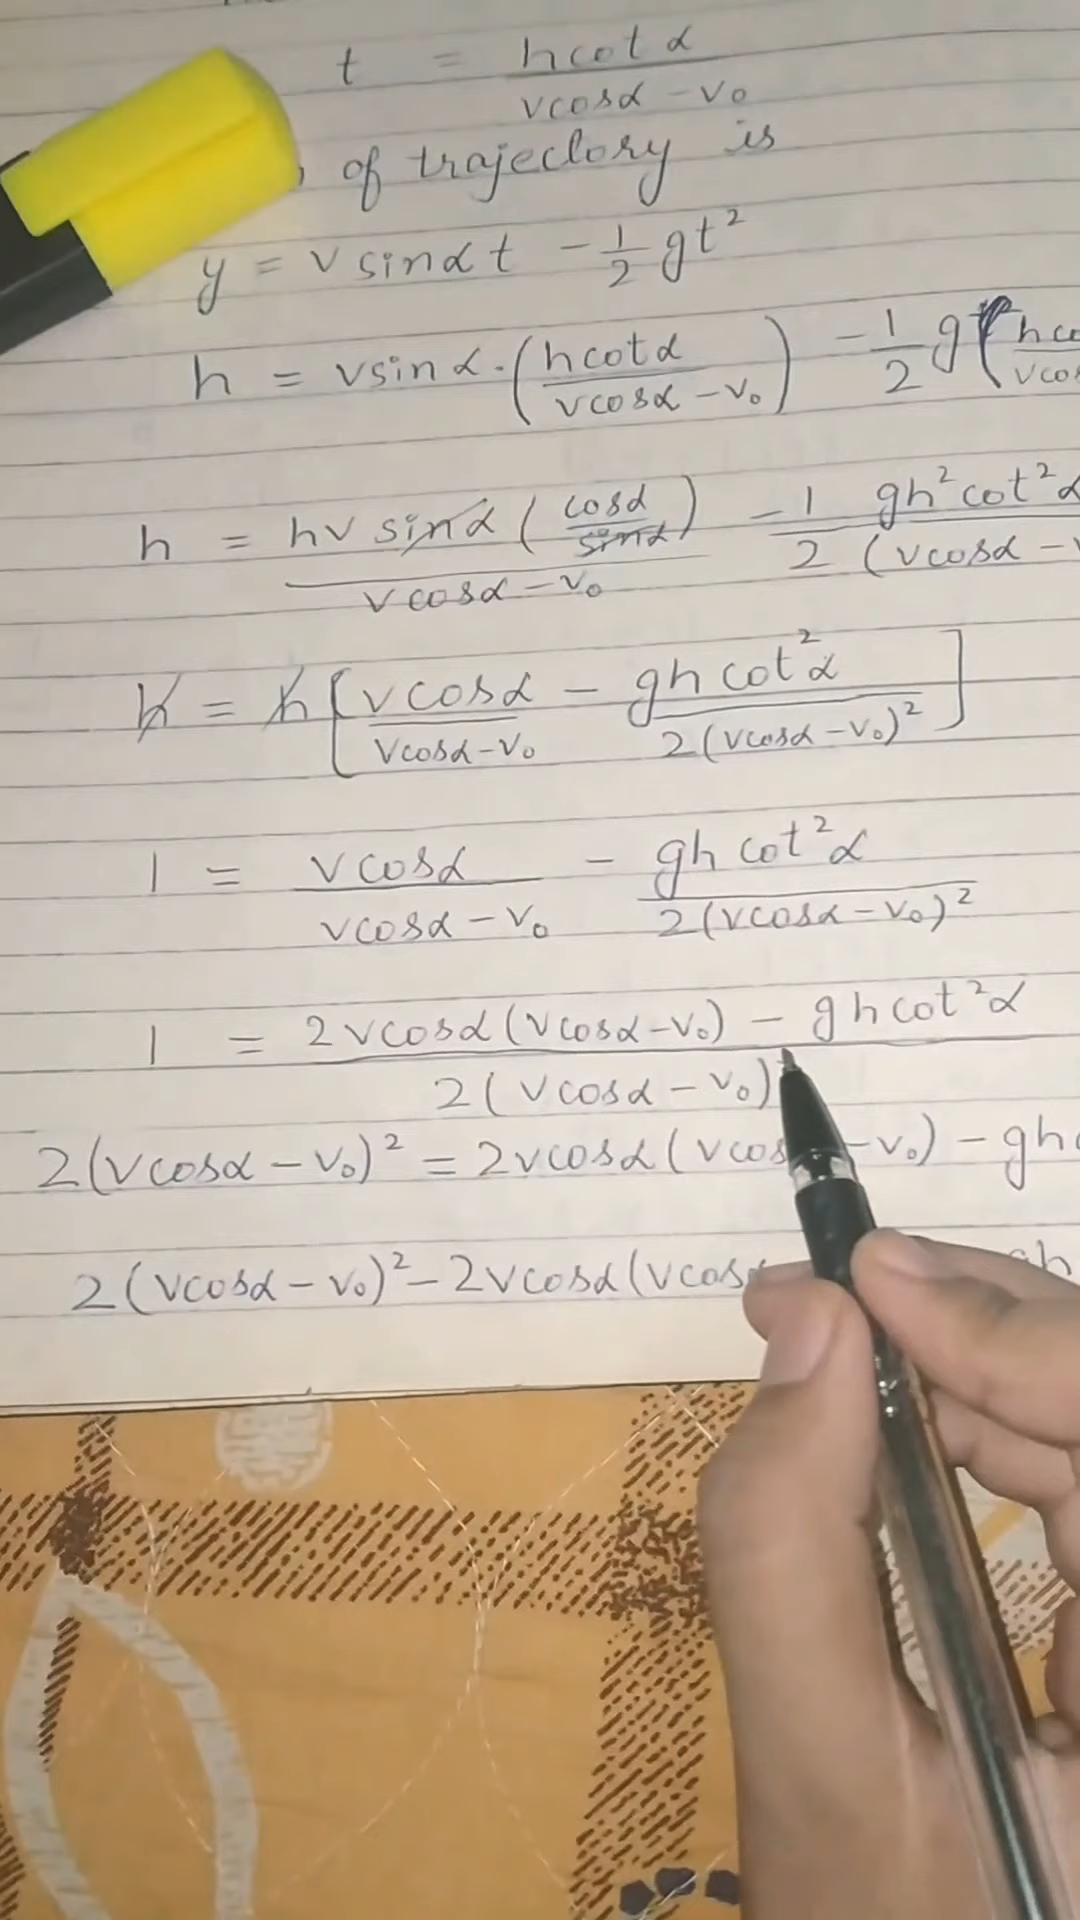 t = hcotα / vcosα - v₀
of trajectory is
y = v sinα t - 1/2 gt²
h = vsinα . (hcotα / vcosα - v₀) - 1/2 g(
h = hv sinα (cosα / sinα) / vcosα - v₀ - 1/2 gh²cot²α / (vcosα -
h = h [vcosα / vcosα-v₀ - gh cot²α / 2(vcosα - v₀)²]
1 = vcosα / vcosα - v₀ - gh cot²α / 2(vcosα - v₀)²
1 = 2vcosα(vcosα-v₀) - ghcot²α / 2(vcosα - v₀)
2(vcosα - v₀)² = 2vcosα(vcos - v₀) - gh
2(vcosα - v₀)² - 2vcosα(vcos gh